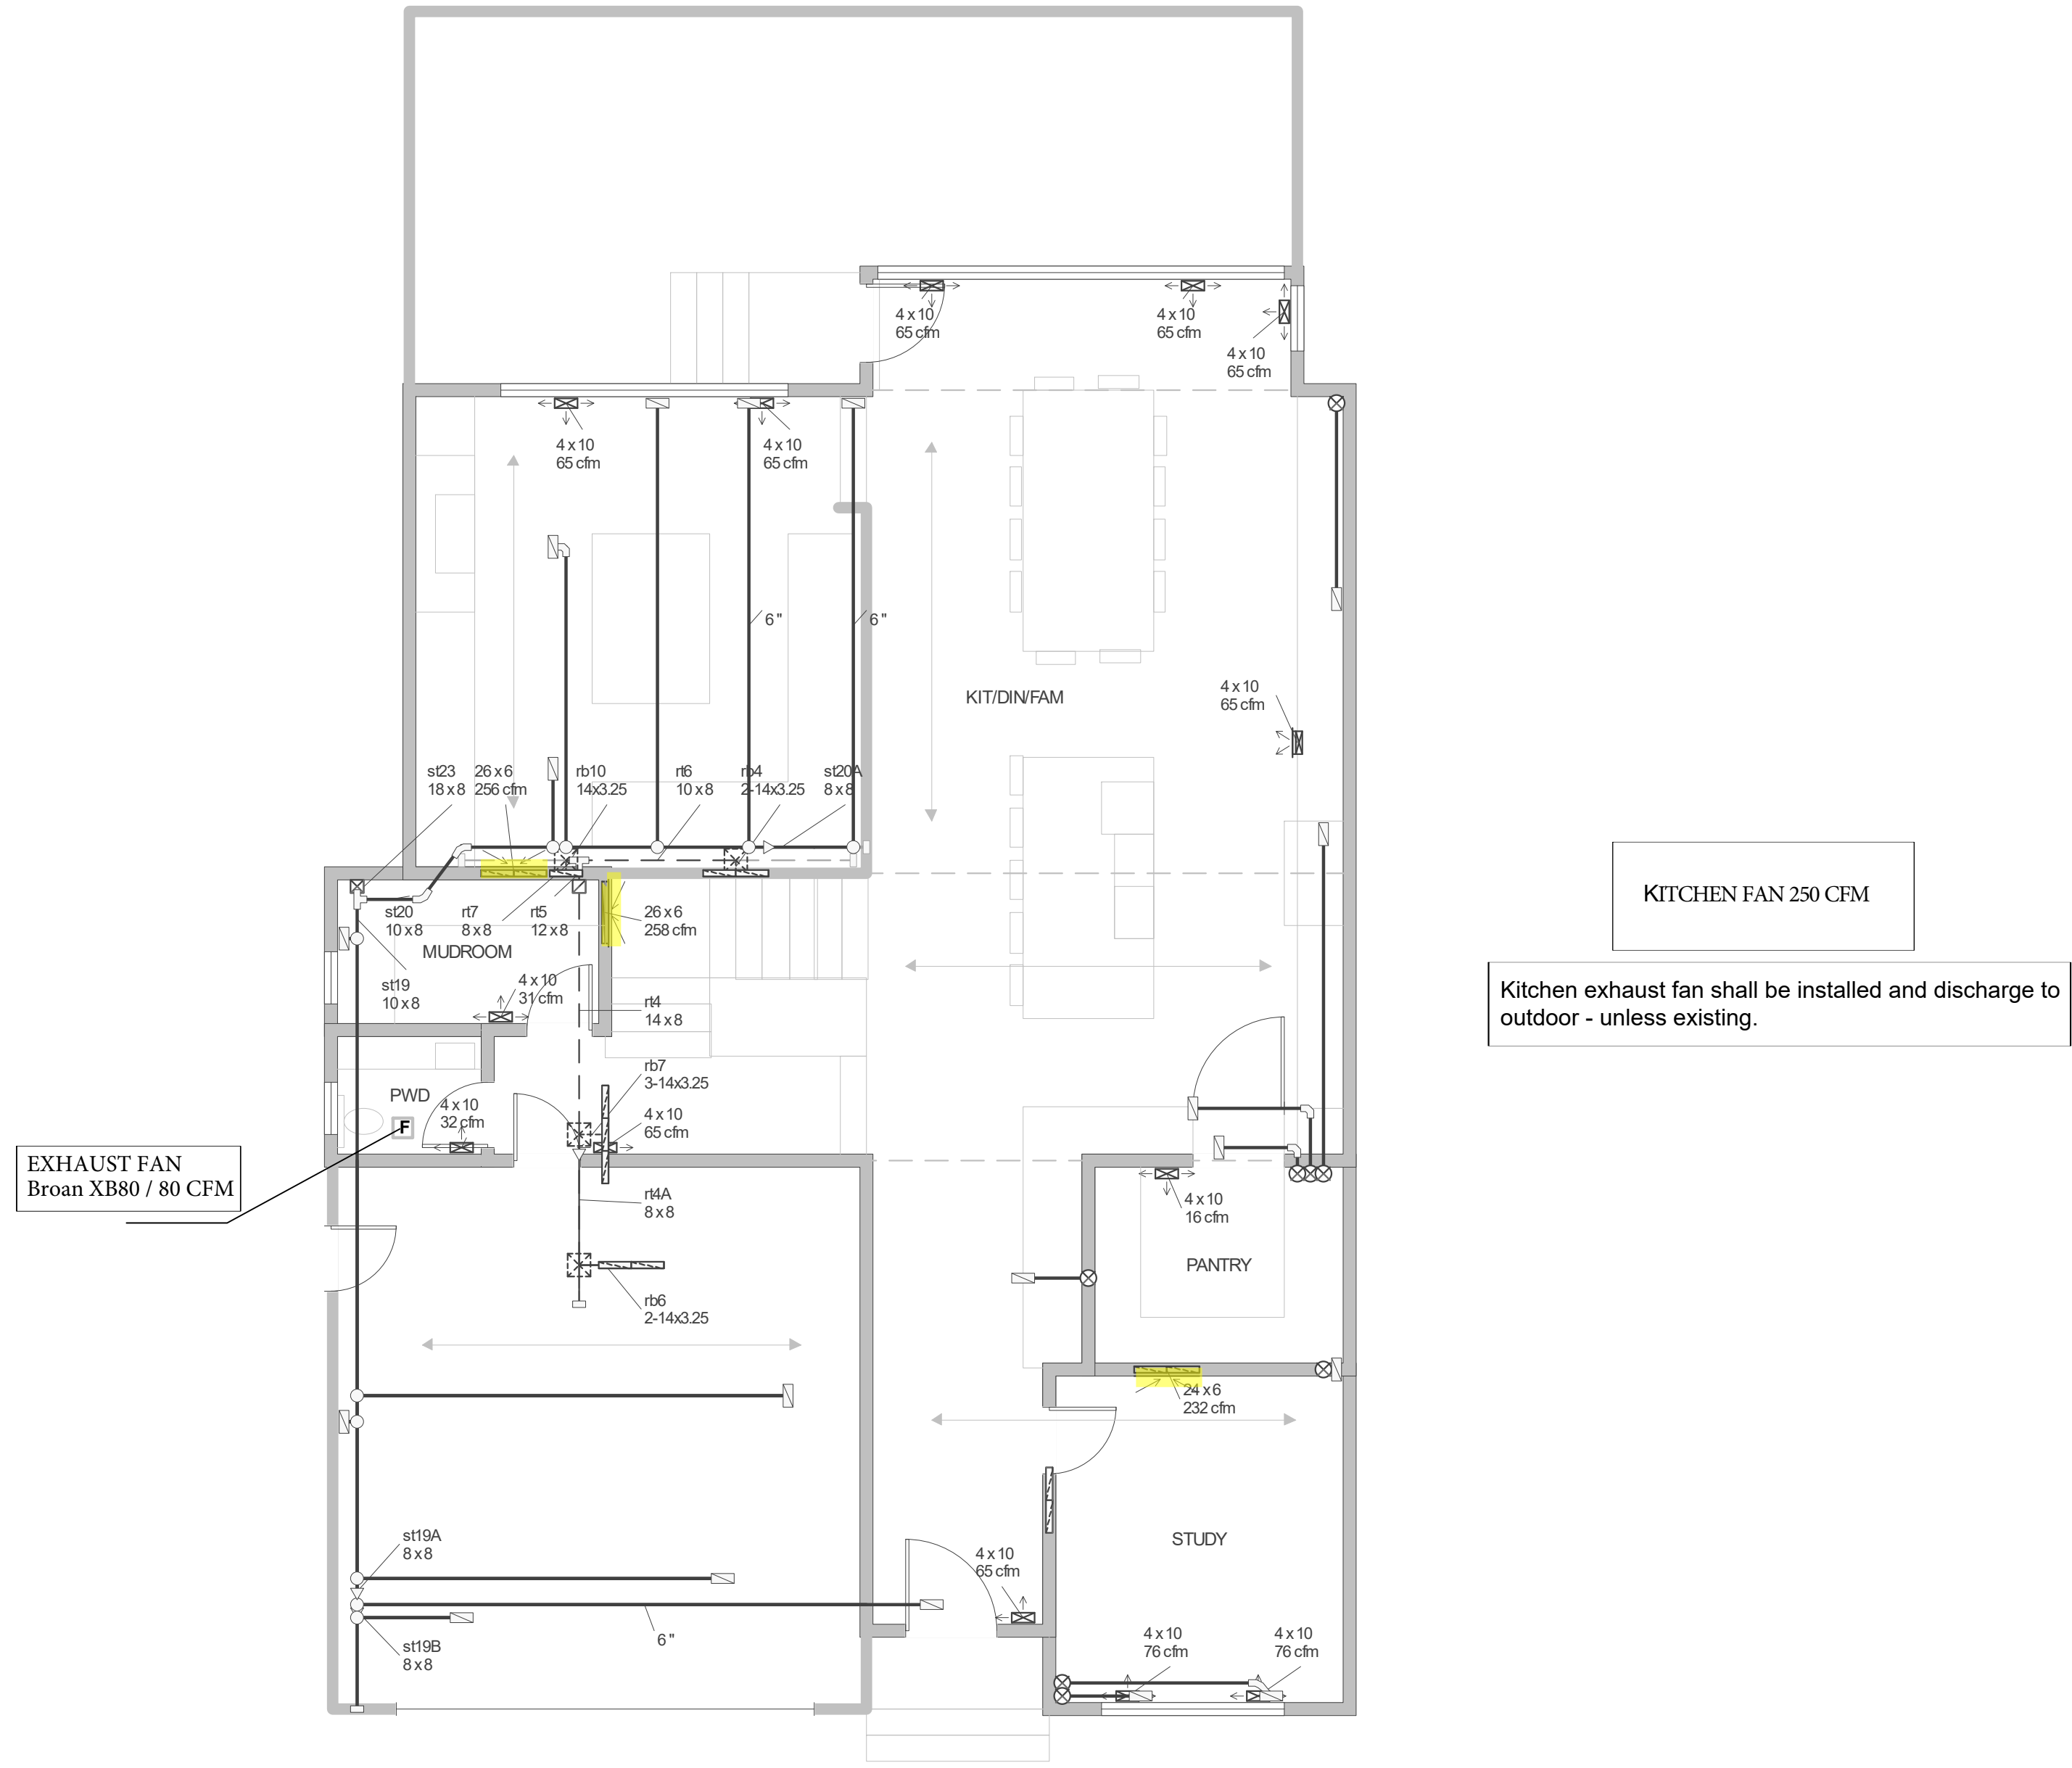 4 x 10
65 cfm
4 x 10
65 cfm
4 x 10
65 cfm
4 x 10
65 cfm
4 x 10
65 cfm
6 "
6 "
KIT/DIN/FAM
4 x 10
65 cfm
st23
18 x 8
26 x 6
256 cfm
rb10
14x3.25
rt6
10 x 8
rb4
2-14x3.25
st20A
8 x 8
KITCHEN FAN 250 CFM
Kitchen exhaust fan shall be installed and discharge to
outdoor - unless existing.
st20
10 x 8
rt7
8 x 8
rt5
12 x 8
26 x 6
258 cfm
MUDROOM
st19
10 x 8
4 x 10
31 cfm
rt4
14 x 8
rb7
3-14x3.25
PWD
4 x 10
32 cfm
4 x 10
65 cfm
F
EXHAUST FAN
Broan XB80 / 80 CFM
rt4A
8 x 8
4 x 10
16 cfm
PANTRY
rb6
2-14x3.25
24 x 6
232 cfm
st19A
8 x 8
STUDY
4 x 10
65 cfm
st19B
8 x 8
6 "
4 x 10
76 cfm
4 x 10
76 cfm